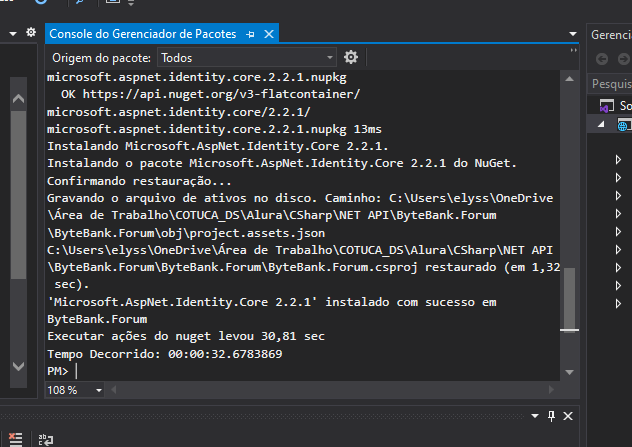 Console do Gerenciador de Pacotes
Gerencia
Origem do pacote: Todos
Pesquis
So
microsoft.aspnet.identity.core.2.2.1.nupkg
OK https://api.nuget.org/v3-flatcontainer/
microsoft.aspnet.identity.core/2.2.1/
microsoft.aspnet.identity.core.2.2.1.nupkg 13ms
Instalando Microsoft.AspNet.Identity.Core 2.2.1.
Instalando o pacote Microsoft.AspNet.Identity.Core 2.2.1 do NuGet.
Confirmando restauração...
Gravando o arquivo de ativos no disco. Caminho: C:\Users\elyss\OneDrive
\Área de Trabalho\COTUCA_DS\Alura\CSharp\NET API\ByteBank.Forum
\ByteBank.Forum\obj\project.assets.json
C:\Users\elyss\OneDrive\Área de Trabalho\COTUCA_DS\Alura\CSharp\NET API
\ByteBank.Forum\ByteBank.Forum\ByteBank.Forum.csproj restaurado (em 1,32
sec).
'Microsoft.AspNet.Identity.Core 2.2.1' instalado com sucesso em
ByteBank.Forum
Executar ações do nuget levou 30,81 sec
Tempo Decorrido: 00:00:32.6783869
PM>
108 %